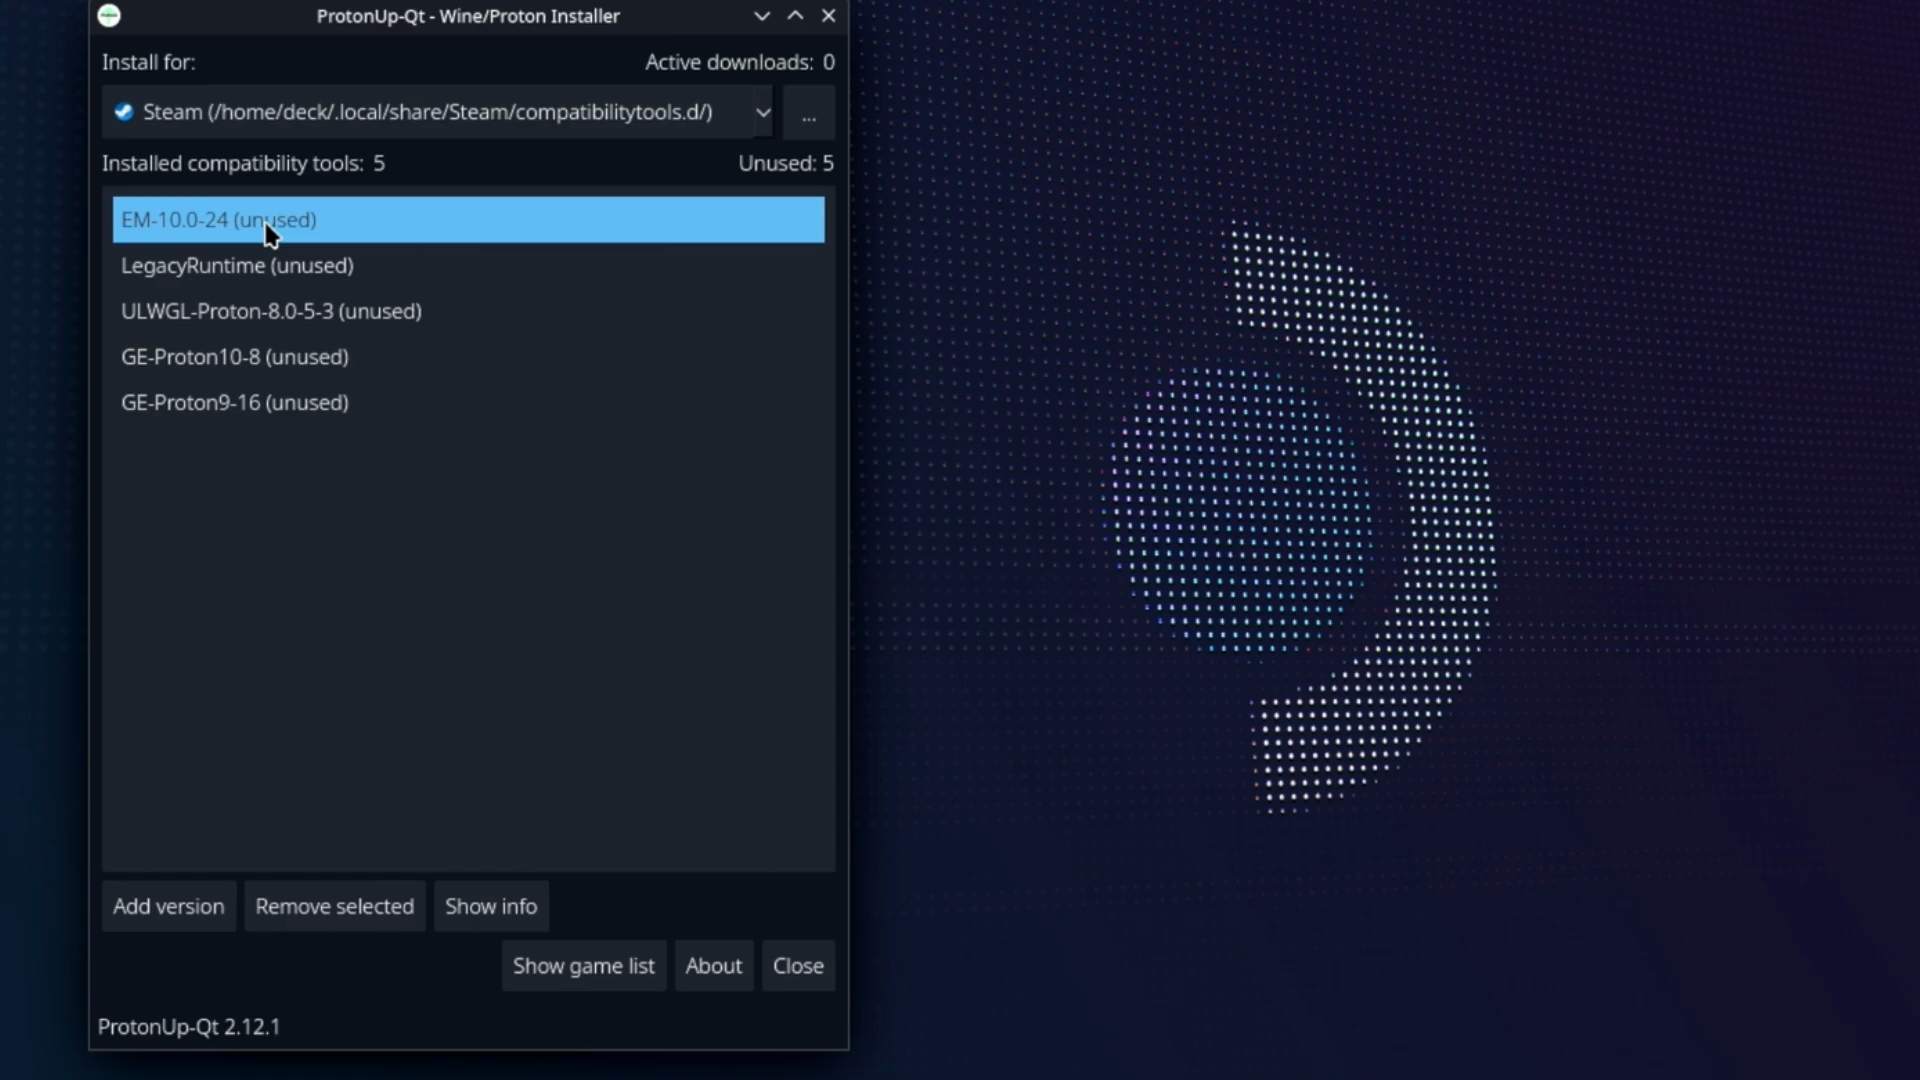 ProtonUp-Qt - Wine/Proton Installer
Install for:
Active downloads: 0
Steam (/home/deck/.local/share/Steam/compatibilitytools.d/)
...
Installed compatibility tools: 5
Unused: 5
EM-10.0-24 (unused)
LegacyRuntime (unused)
ULWGL-Proton-8.0-5-3 (unused)
GE-Proton10-8 (unused)
GE-Proton9-16 (unused)
Add version
Remove selected
Show info
Show game list
About
Close
ProtonUp-Qt 2.12.1